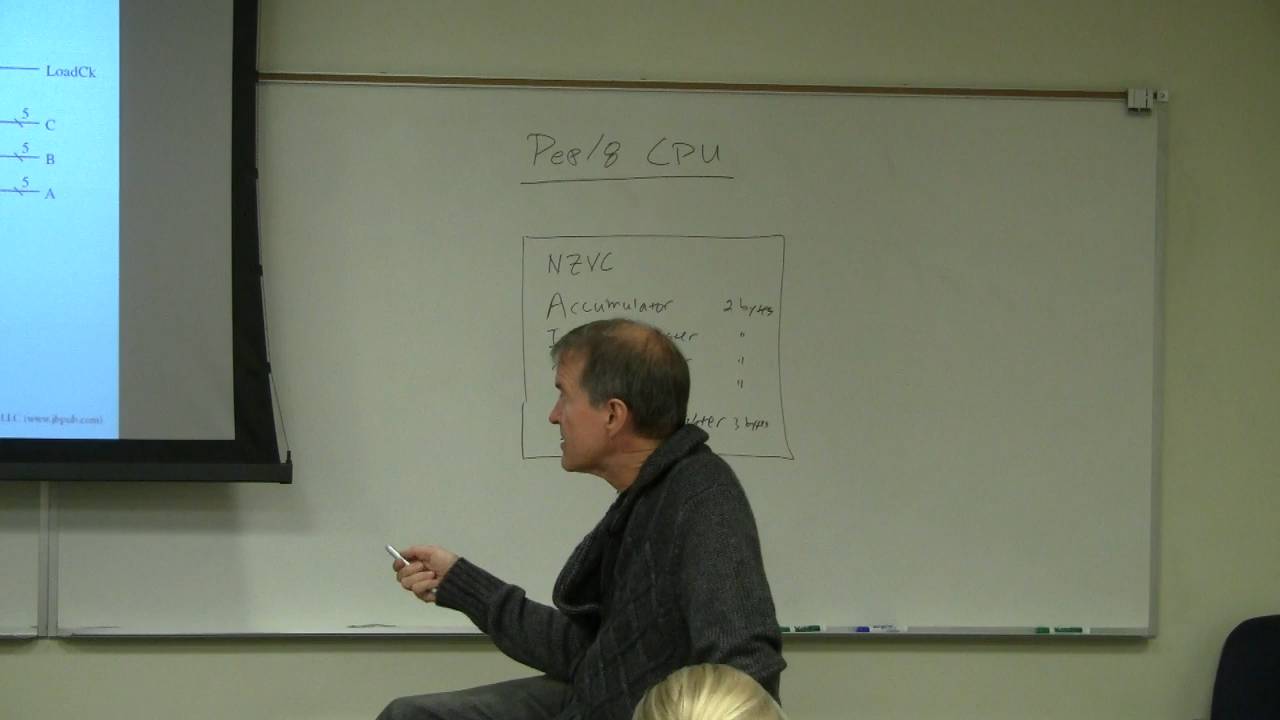 LoadCk
5 C
5 B
5 A
LLC (www.jbpub.com)
Pep/8 CPU
NZVC
Accumulator 2 bytes
"
"
"
3 bytes